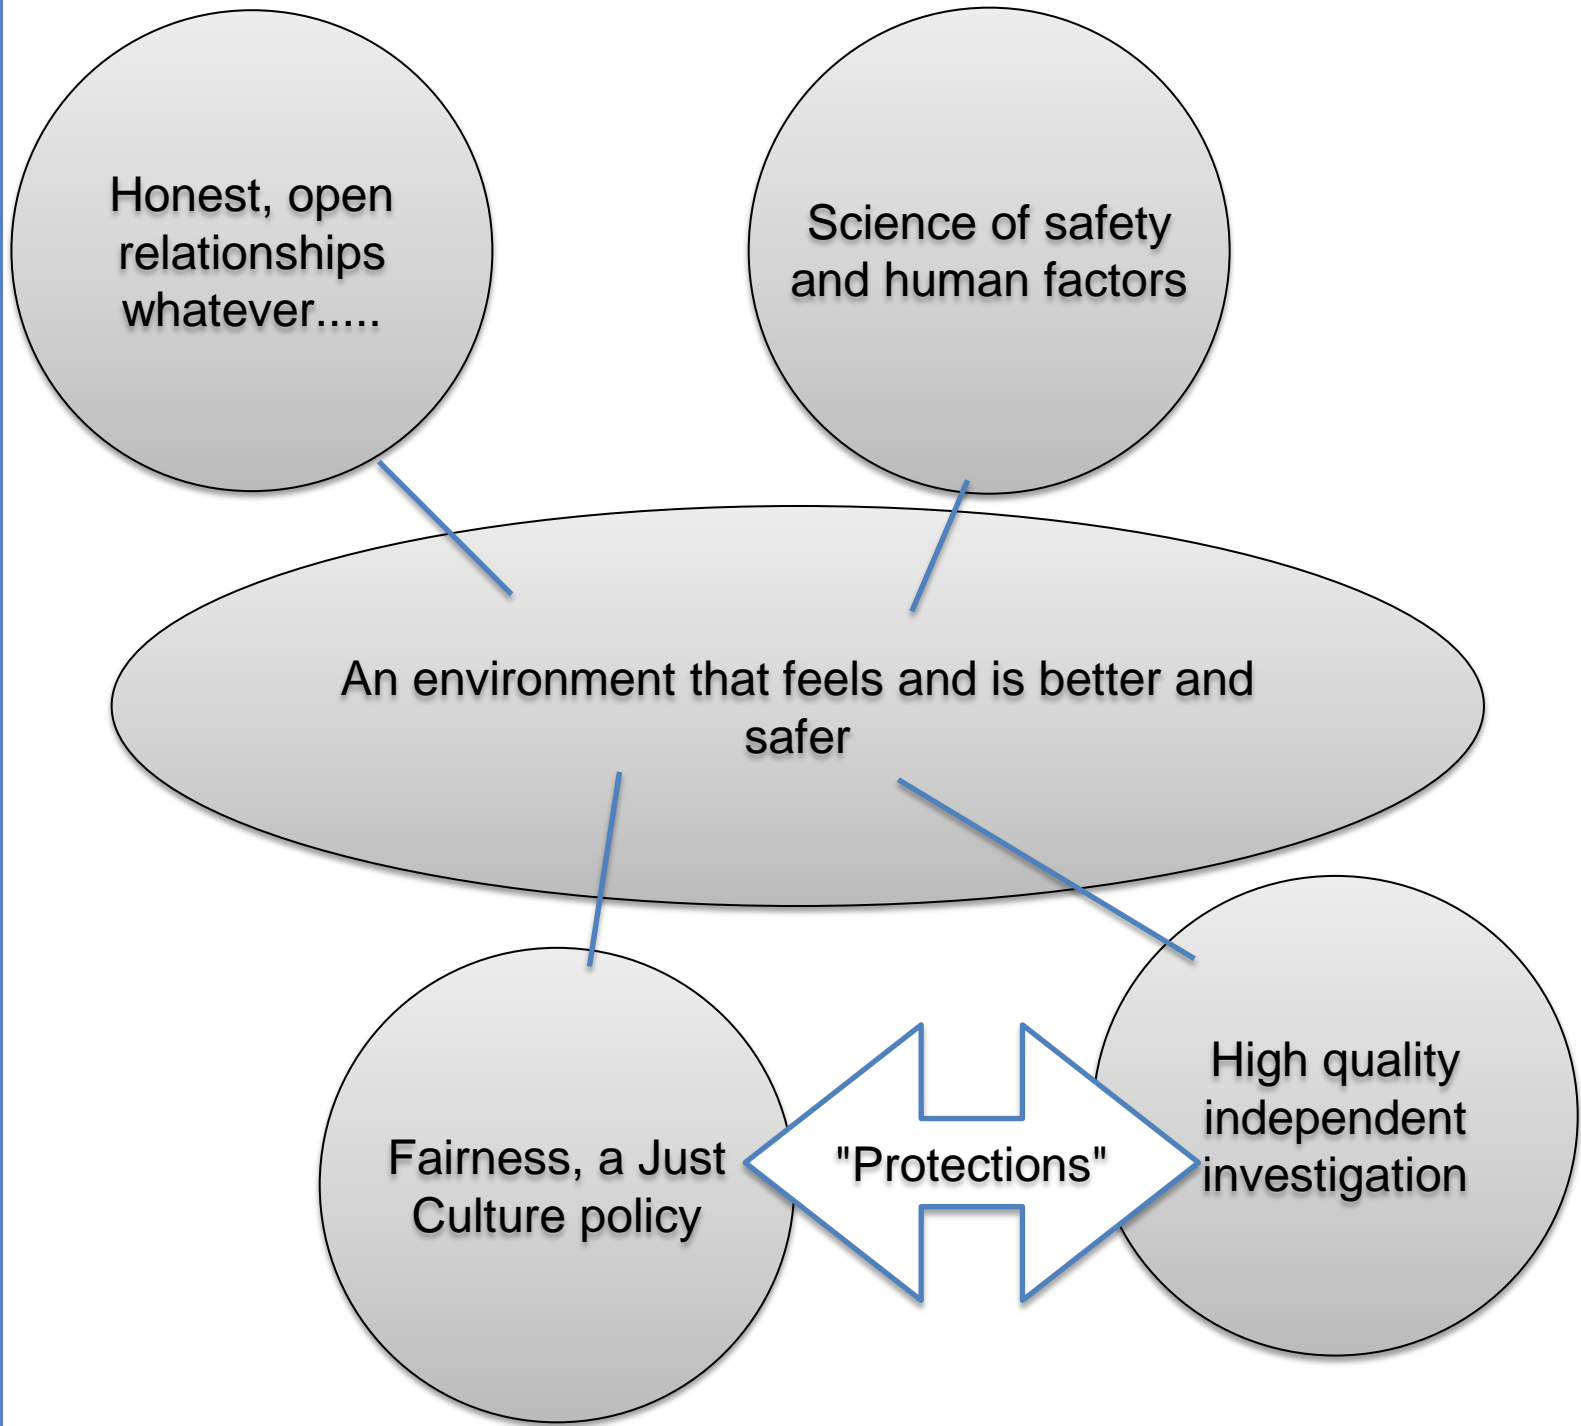 Honest, open
relationships
whatever.....
Science of safety
and human factors
An environment that feels and is better and
safer
Fairness, a Just
Culture policy
"Protections"
High quality
independent
investigation